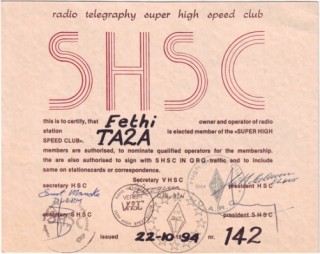 radio telegraphy super high speed club
SHSC
this is to certify, that Fethi owner and operator of radio
station TA2A is elected member of the «SUPER HIGH
SPEED CLUB».
members are authorised, to nominate qualified operators for the membership.
the are also authorised to sign with SHSC IN QRQ-traffic and to include
same on stationscards or correspondence.
secretary HSC secretary VHSC president HSC
secretary SHSC president SHSC
issued 22-10-94 nr. 142